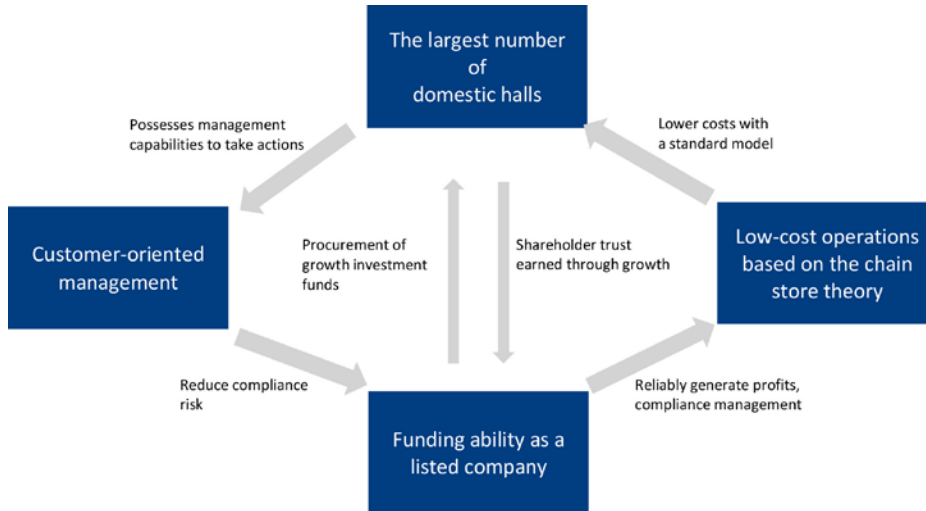 The largest number
of
domestic halls
Possesses management
capabilities to take actions
Lower costs with
a standard model
Customer-oriented
management
Procurement of
growth investment
funds
Shareholder trust
earned through growth
Low-cost operations
based on the chain
store theory
Reduce compliance
risk
Reliably generate profits,
compliance management
Funding ability as a
listed company